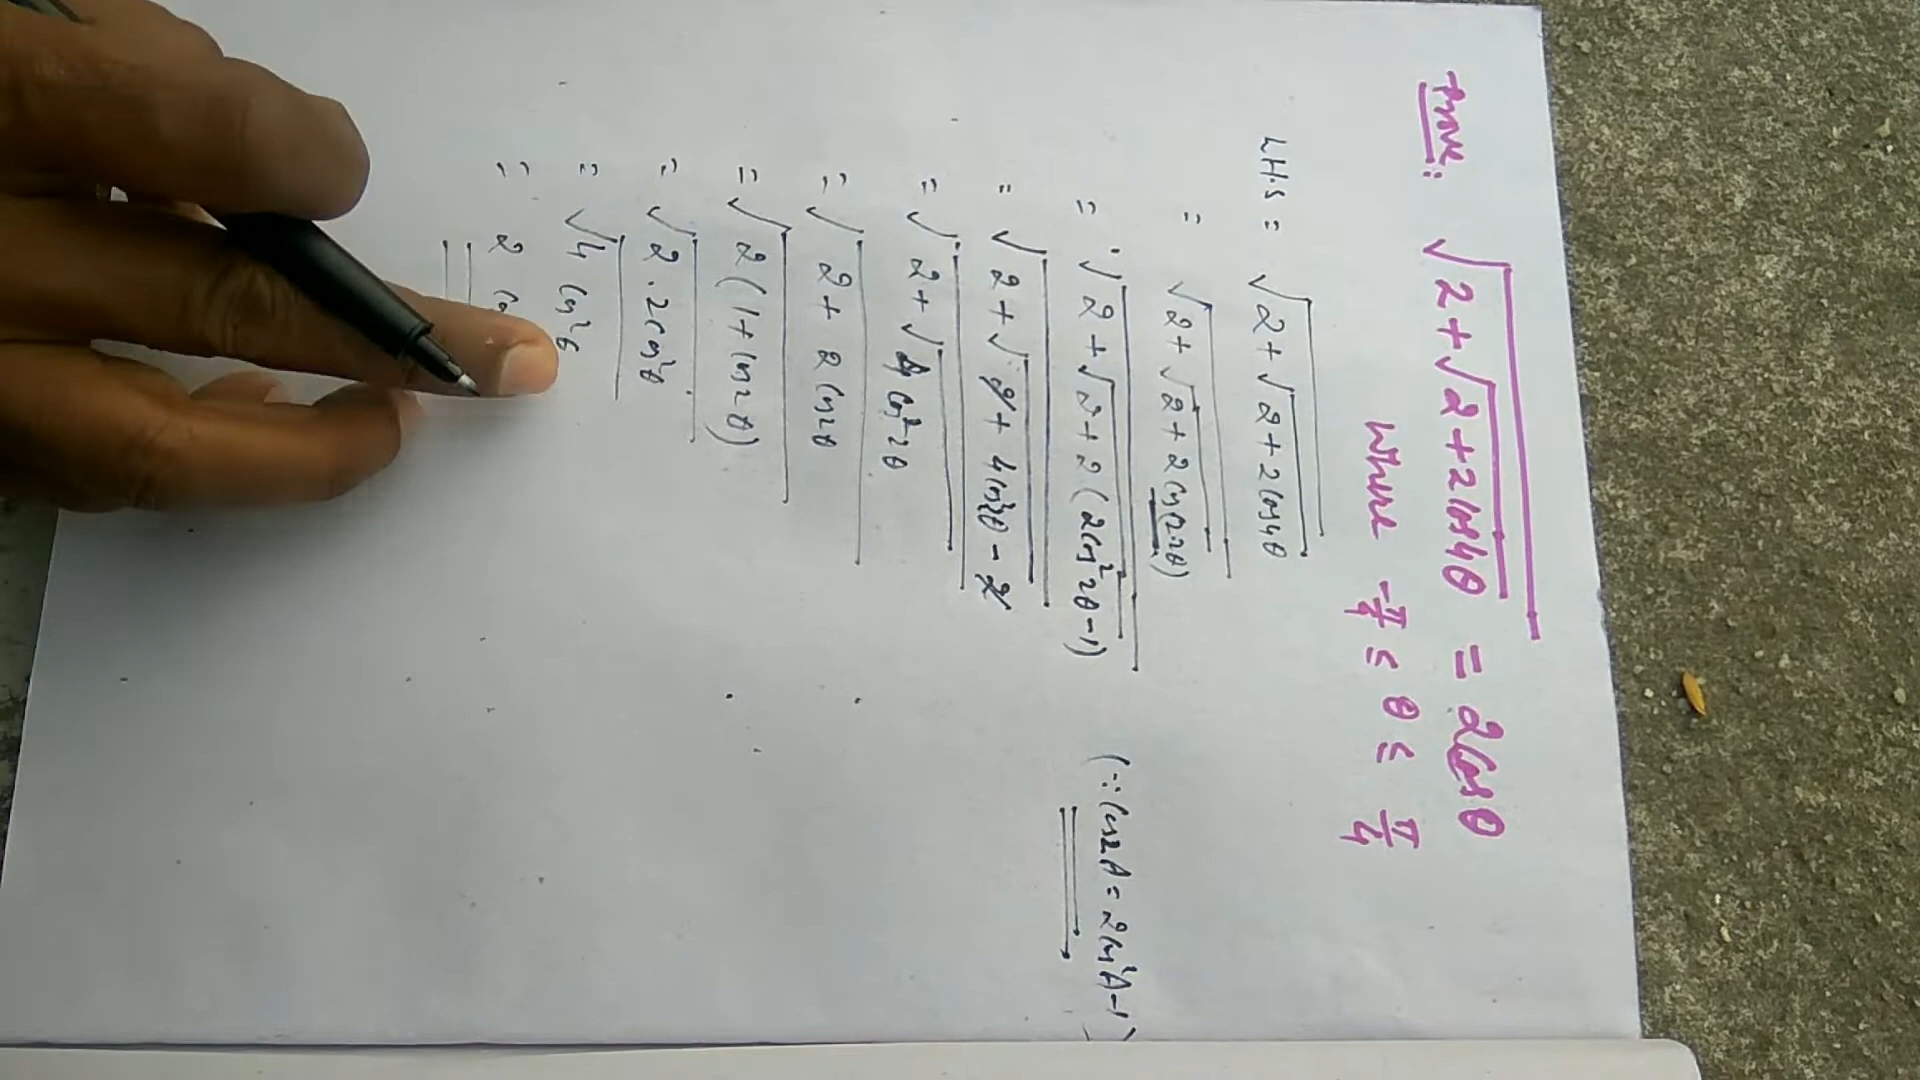 Prove: √2+√2+2Cos4θ = 2Cosθ
Where -π/4 ≤ θ ≤ π/4
L.H.S = √2+√2+2Cos4θ
= √2+√2+2Cos(2.2θ)
= √2+√2+2(2Cos²2θ-1) (∵ Cos2A = 2Cos²A-1)
= √2+√2+4Cos²2θ-2
= √2+√4Cos²2θ
= √2+2Cos2θ
= √2(1+Cos2θ)
= √2.2Cos²θ
= √4Cos²θ
= 2